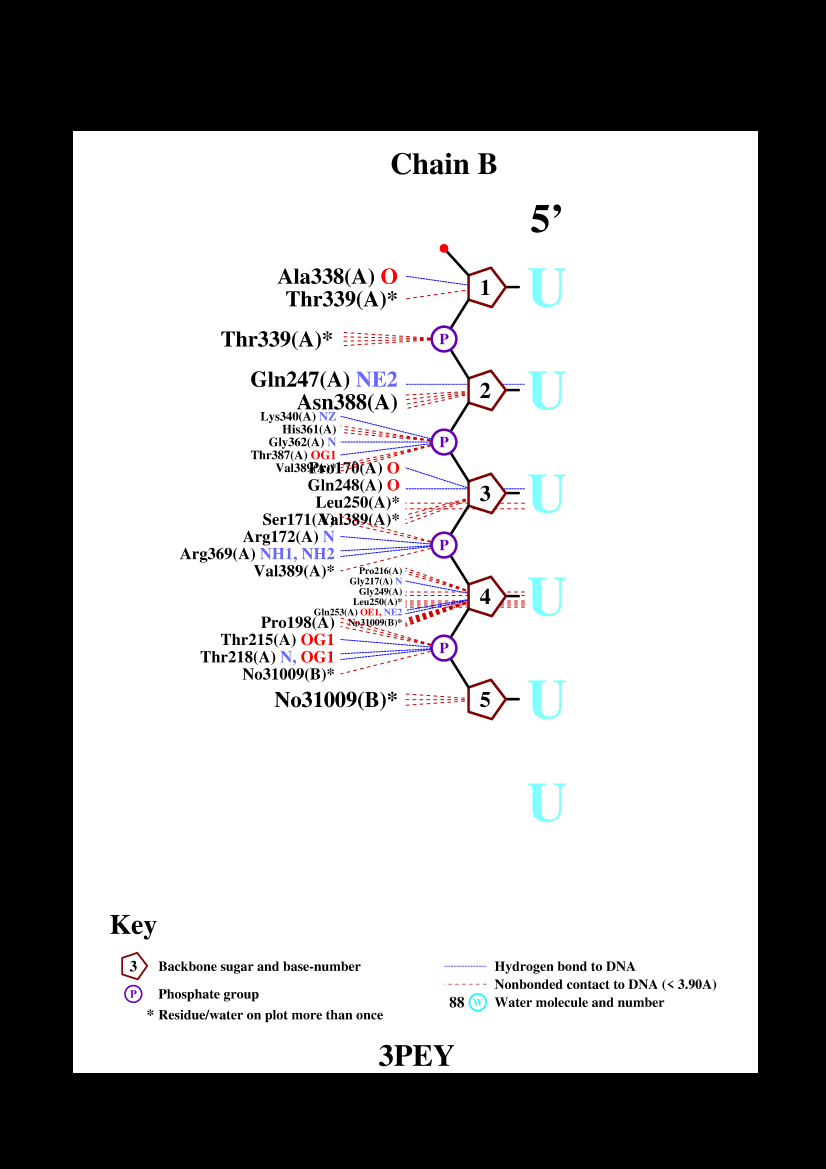 Chain B
5’
Ala338(A) O
1
U
Thr339(A)*
Thr339(A)*
P
Gln247(A) NE2
2
U
Asn388(A)
Lys340(A) NZ
His361(A)
Gly362(A) N
P
Thr387(A) OG1
Val389(A)*
Pro170(A) O
Gln248(A) O
3
U
Leu250(A)*
Val389(A)*
Ser171(A)
Arg172(A) N
P
Arg369(A) NH1, NH2
Val389(A)*
Pro216(A)
Gly217(A) N
Gly249(A)
4
U
Leu250(A)*
Gln253(A) OE1, NE2
No31009(B)*
Pro198(A)
Thr215(A) OG1
P
Thr218(A) N, OG1
No31009(B)*
No31009(B)*
5
U
U
Key
3 Backbone sugar and base-number
P Phosphate group
* Residue/water on plot more than once
Hydrogen bond to DNA
Nonbonded contact to DNA (< 3.90A)
88 W Water molecule and number
3PEY